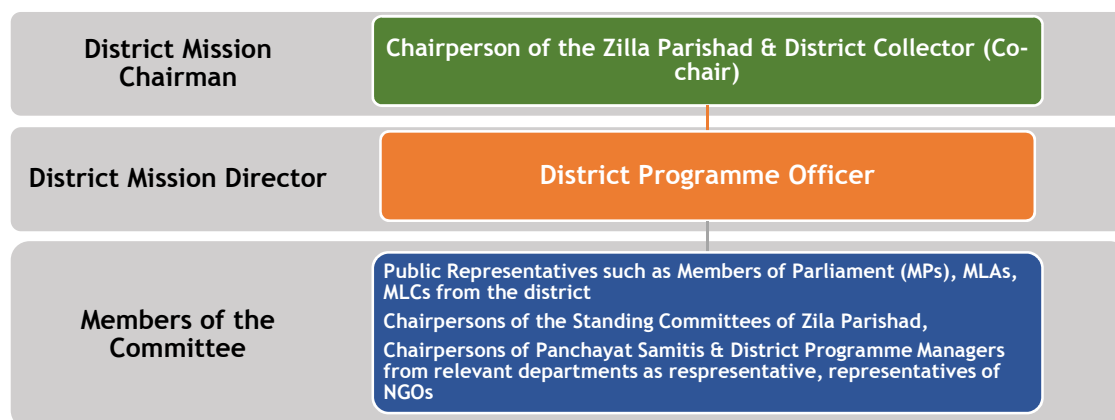 District Mission
Chairman
Chairperson of the Zilla Parishad & District Collector (Co-
chair)
District Mission Director
District Programme Officer
Members of the
Committee
Public Representatives such as Members of Parliament (MPs), MLAs,
MLCs from the district
Chairpersons of the Standing Committees of Zila Parishad,
Chairpersons of Panchayat Samitis & District Programme Managers
from relevant departments as respresentative, representatives of
NGOs